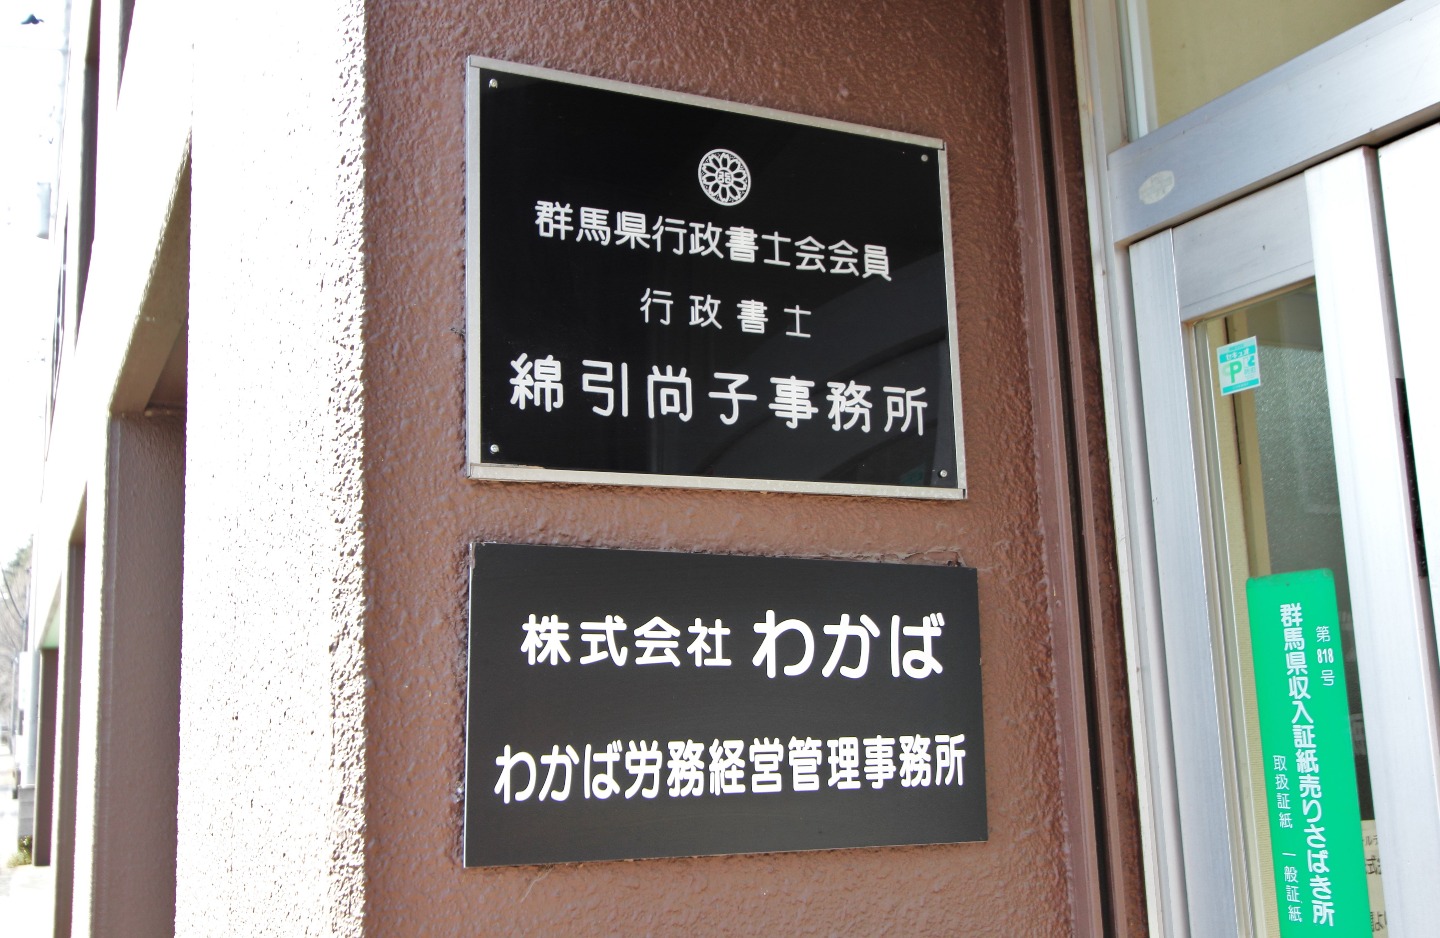 群馬県行政書士会会員
行政書士
綿引尚子事務所
株式会社 わかば
わかば労務経営管理事務所
第818号
群馬県収入証紙売りさばき所
取扱証紙 一般証紙